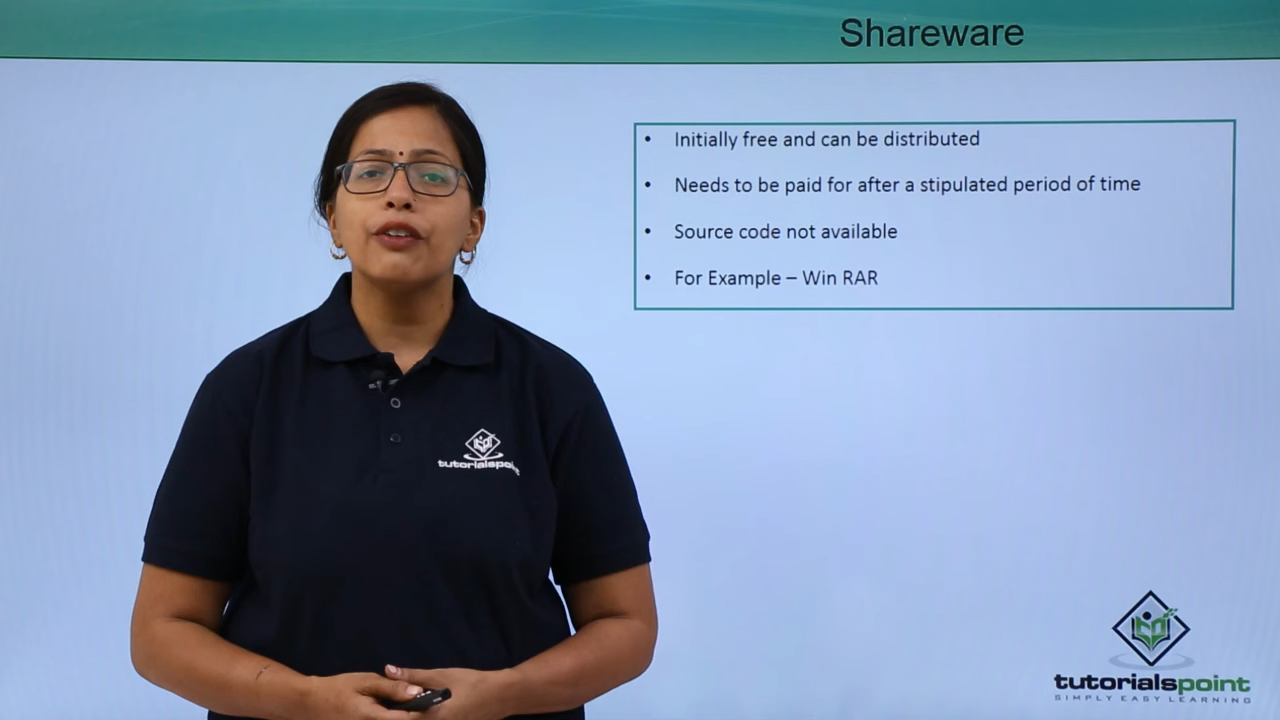 Shareware
• Initially free and can be distributed
• Needs to be paid for after a stipulated period of time
• Source code not available
• For Example – Win RAR
tutorialspoint
tutorialspoint
SIMPLY EASY LEARNING